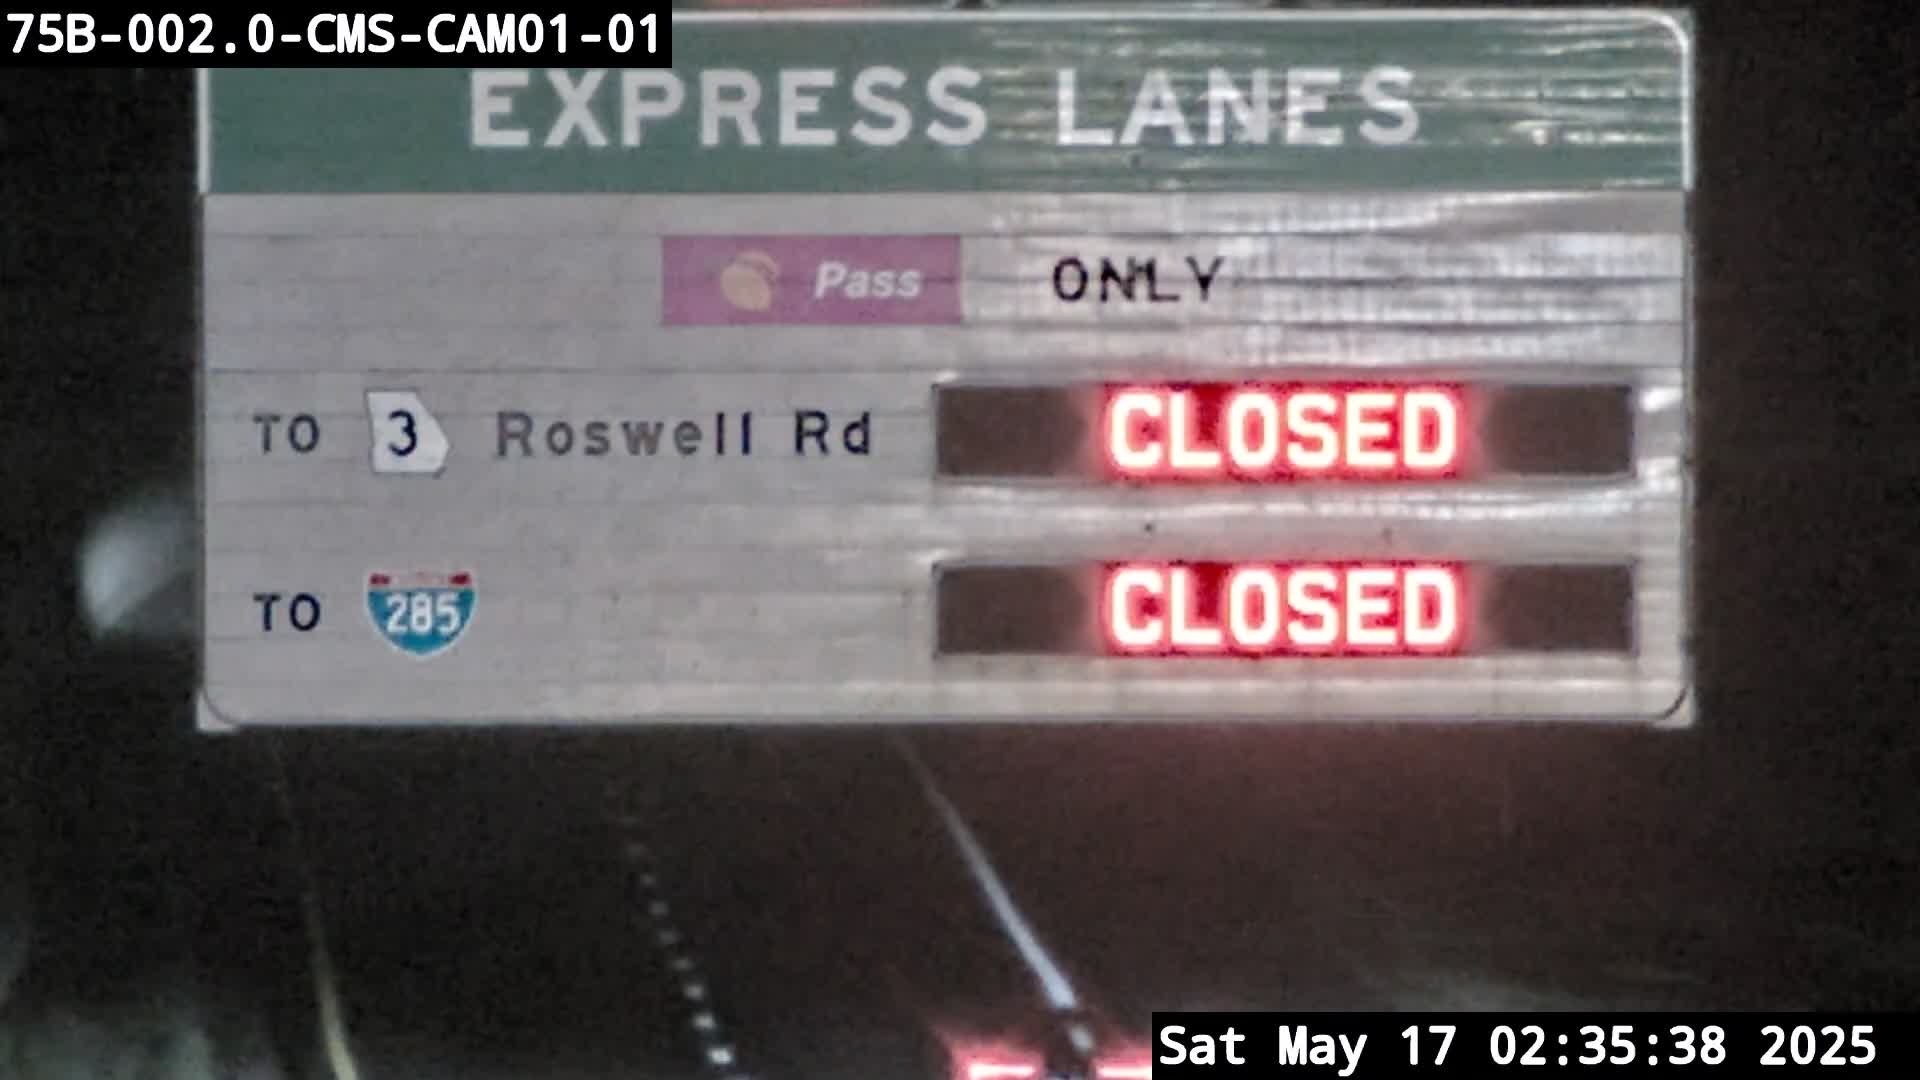 75B-002.0-CMS-CAM01-01
EXPRESS LANES
Pass ONLY
TO 3 Roswell Rd CLOSED
TO 285 CLOSED
Sat May 17 02:35:38 2025